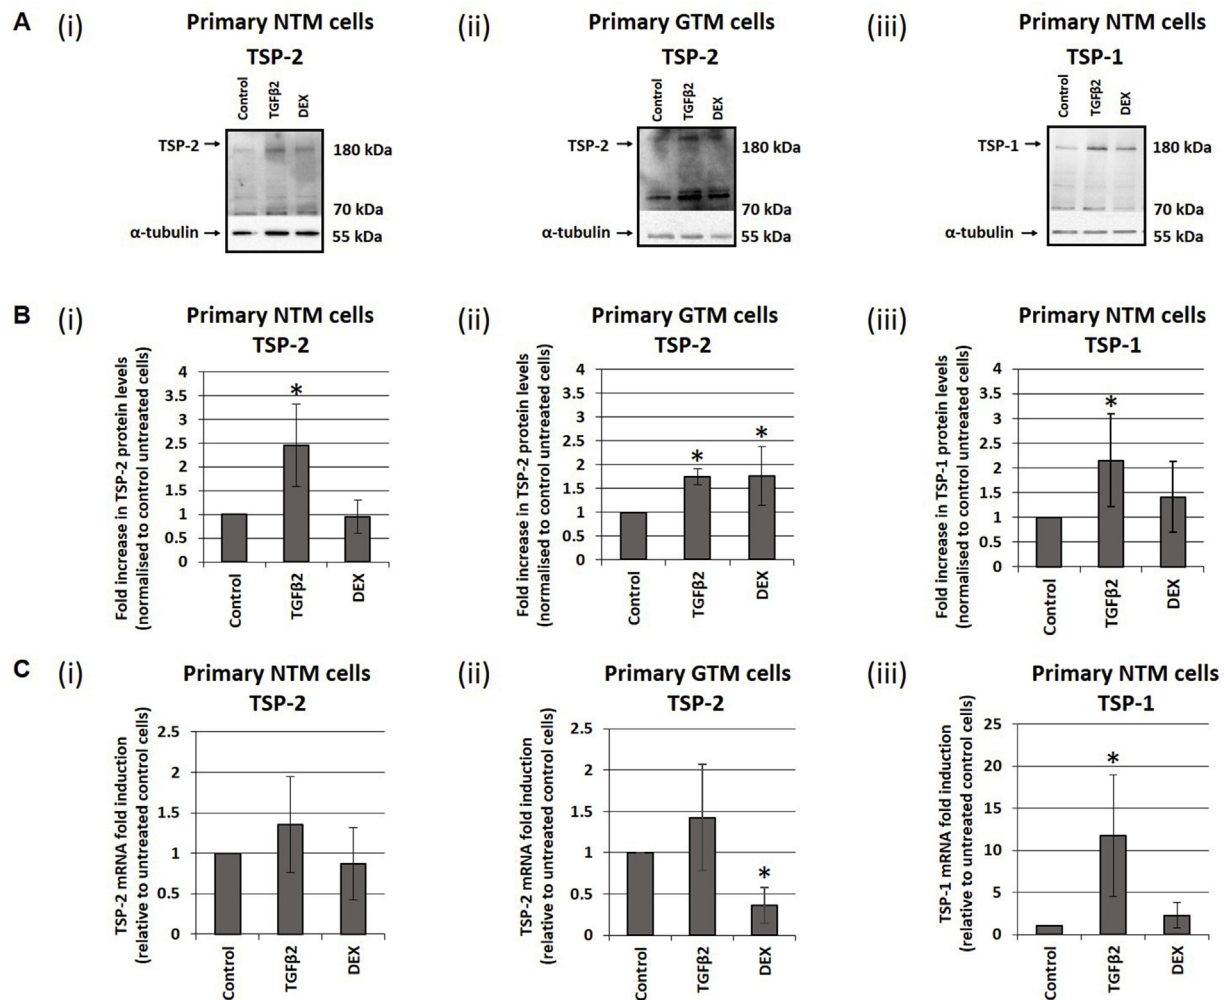 A (i) Primary NTM cells
TSP-2
Control
TGFβ2
DEX
TSP-2
180 kDa
70 kDa
α-tubulin
55 kDa
(ii) Primary GTM cells
TSP-2
Control
TGFβ2
DEX
TSP-2
180 kDa
70 kDa
α-tubulin
55 kDa
(iii) Primary NTM cells
TSP-1
Control
TGFβ2
DEX
TSP-1
180 kDa
70 kDa
α-tubulin
55 kDa
B (i) Primary NTM cells
TSP-2
Fold increase in TSP-2 protein levels
(normalised to control untreated cells)
4
3.5
3
2.5
2
1.5
1
0.5
0
*
Control
TGFβ2
DEX
(ii) Primary GTM cells
TSP-2
Fold increase in TSP-2 protein levels
(normalised to control untreated cells)
4
3.5
3
2.5
2
1.5
1
0.5
0
*
*
Control
TGFβ2
DEX
(iii) Primary NTM cells
TSP-1
Fold increase in TSP-1 protein levels
(normalised to control untreated cells)
4
3.5
3
2.5
2
1.5
1
0.5
0
*
Control
TGFβ2
DEX
C (i) Primary NTM cells
TSP-2
TSP-2 mRNA fold induction
(relative to untreated control cells)
2.5
2
1.5
1
0.5
0
Control
TGFβ2
DEX
(ii) Primary GTM cells
TSP-2
TSP-2 mRNA fold induction
(relative to untreated control cells)
2.5
2
1.5
1
0.5
0
*
Control
TGFβ2
DEX
(iii) Primary NTM cells
TSP-1
TSP-1 mRNA fold induction
(relative to untreated control cells)
25
20
15
10
5
0
*
Control
TGFβ2
DEX